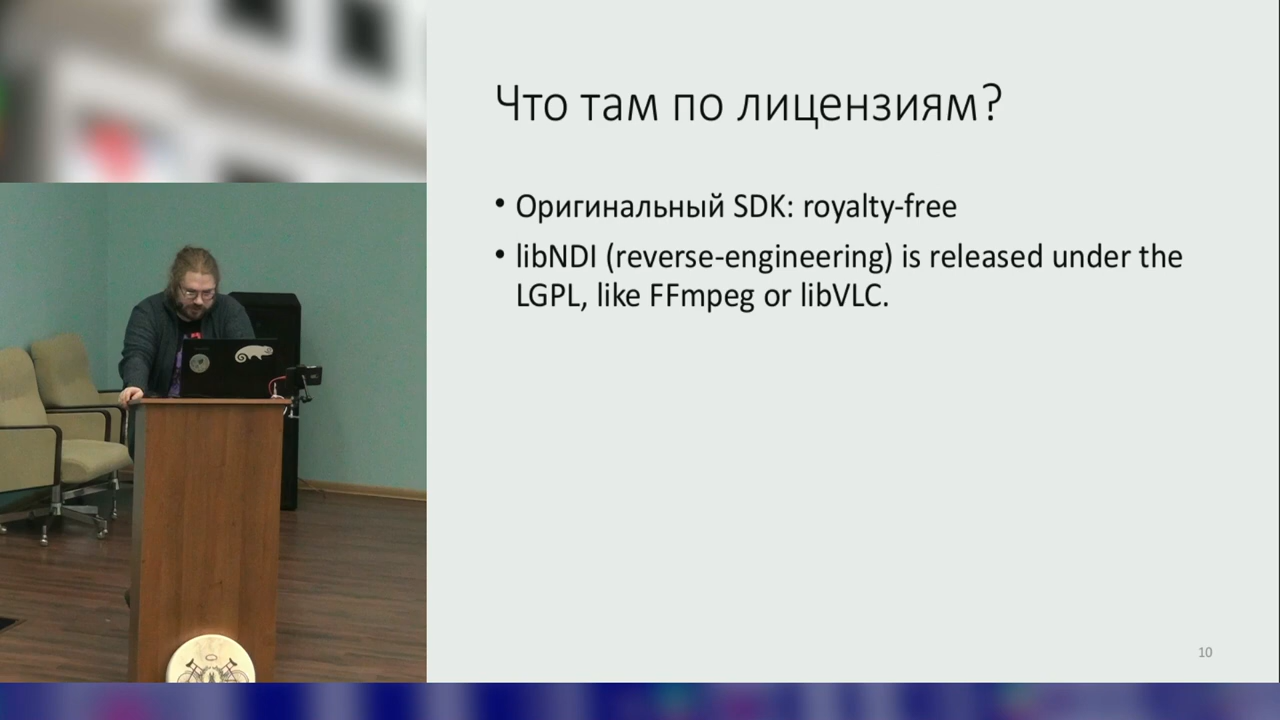 Что там по лицензиям?
• Оригинальный SDK: royalty-free
• libNDI (reverse-engineering) is released under the
LGPL, like FFmpeg or libVLC.
10